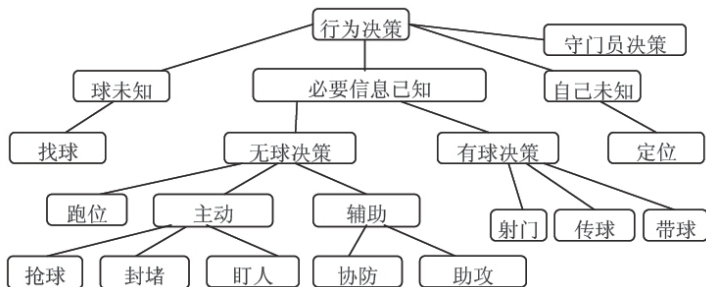 行为决策
守门员决策
球未知
必要信息已知
自己未知
找球
无球决策
有球决策
定位
跑位
主动
辅助
射门
传球
带球
抢球
封堵
盯人
协防
助攻